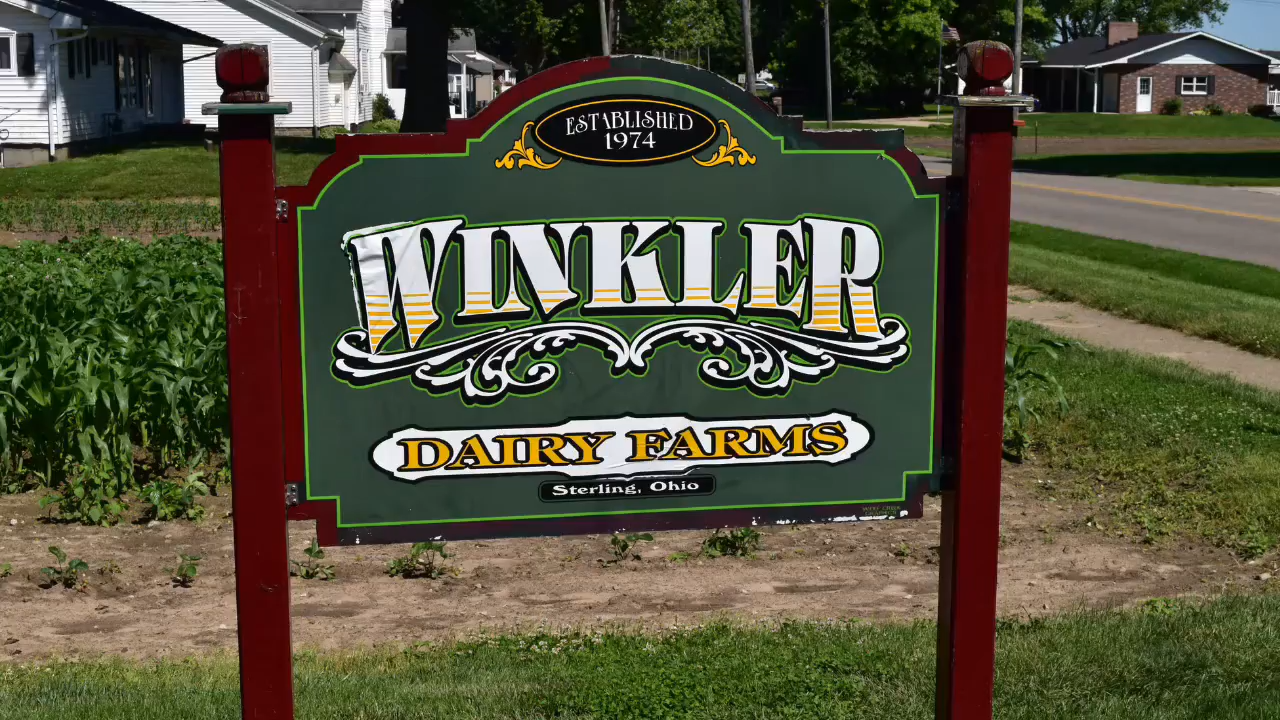 ESTABLISHED
1974
WINKLER
DAIRY FARMS
Sterling, Ohio